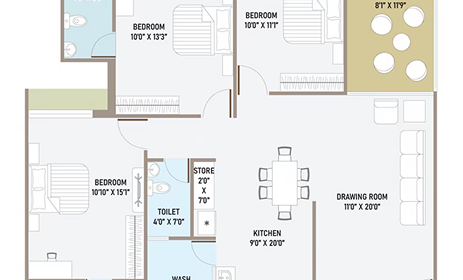 8'1" X 11'9"
BEDROOM
10'0" X 11'1"
BEDROOM
10'0" X 13'3"
STORE
2'0"
X
7'0"
BEDROOM
10'10" X 15'1"
TOILET
4'0" X 7'0"
DRAWING ROOM
11'0" X 20'0"
KITCHEN
9'0" X 20'0"
WASH